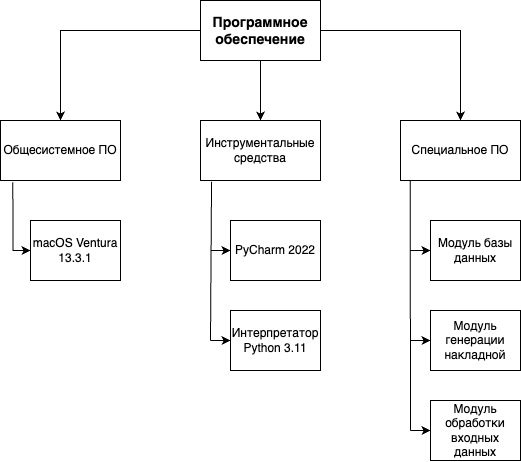 Программное
обеспечение
Общесистемное ПО
Инструментальные
средства
Специальное ПО
macOS Ventura
13.3.1
PyCharm 2022
Модуль базы
данных
Интерпретатор
Python 3.11
Модуль
генерации
накладной
Модуль
обработки
входных
данных